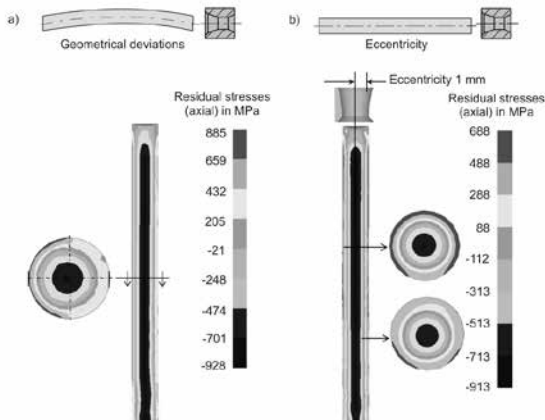 a)
Geometrical deviations
Residual stresses
(axial) in MPa
885
659
432
205
-21
-248
-474
-701
-928
b)
Eccentricity
Eccentricity 1 mm
Residual stresses
(axial) in MPa
688
488
288
88
-112
-313
-513
-713
-913